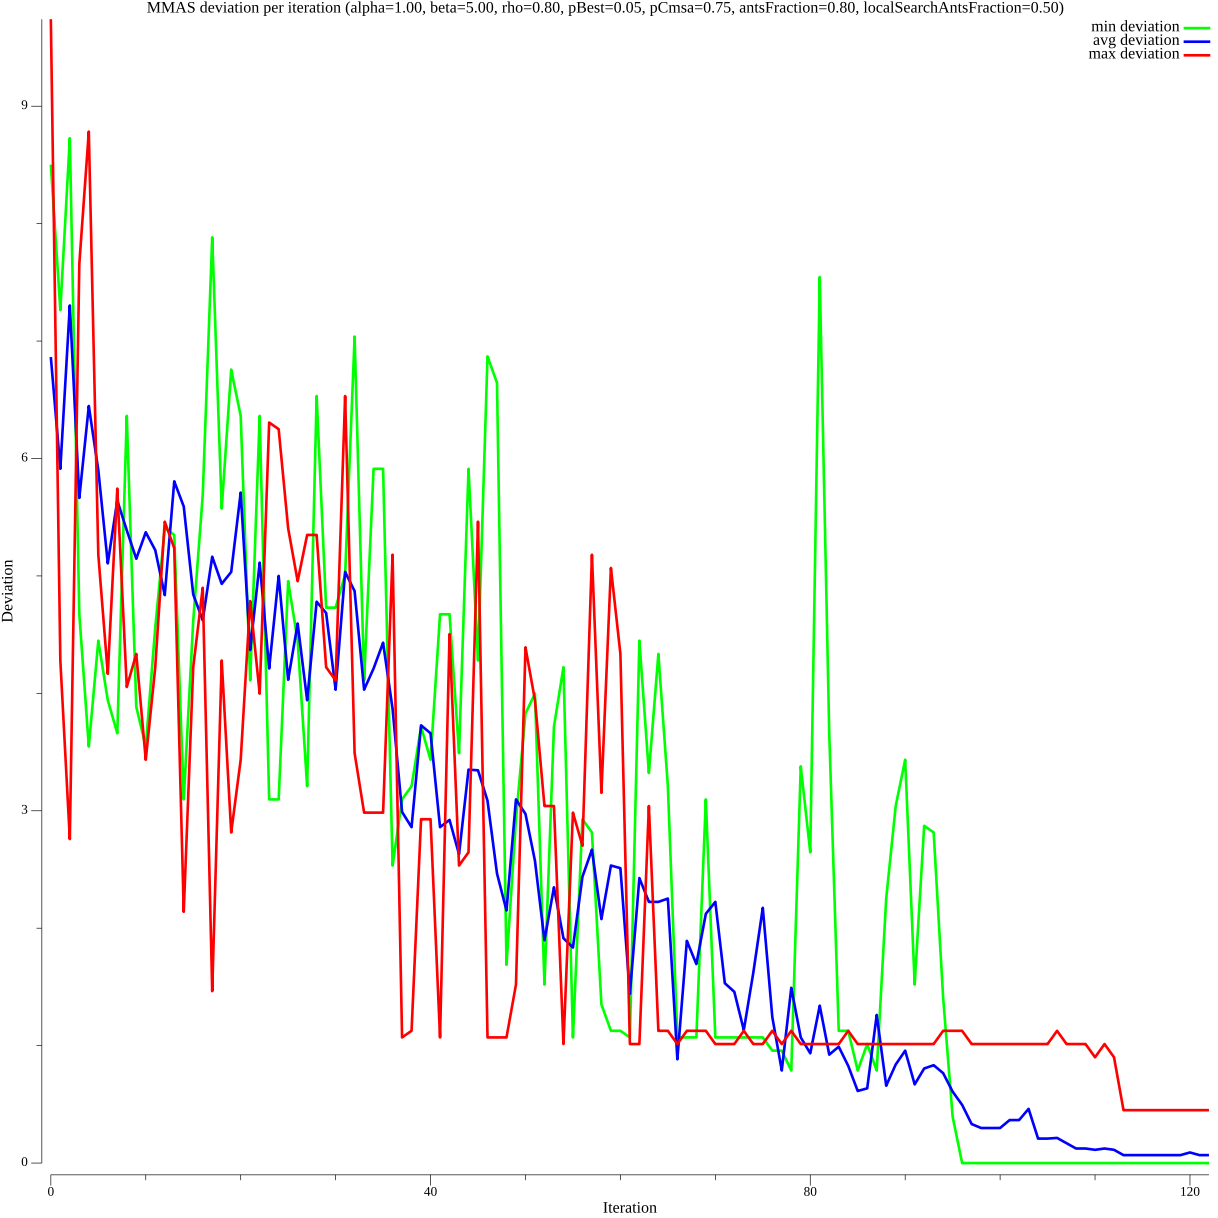 MMAS deviation per iteration (alpha=1.00, beta=5.00, rho=0.80, pBest=0.05, pCmsa=0.75, antsFraction=0.80, localSearchAntsFraction=0.50)
min deviation
avg deviation
max deviation
9
6
3
0
Deviation
0 40 80 120
Iteration